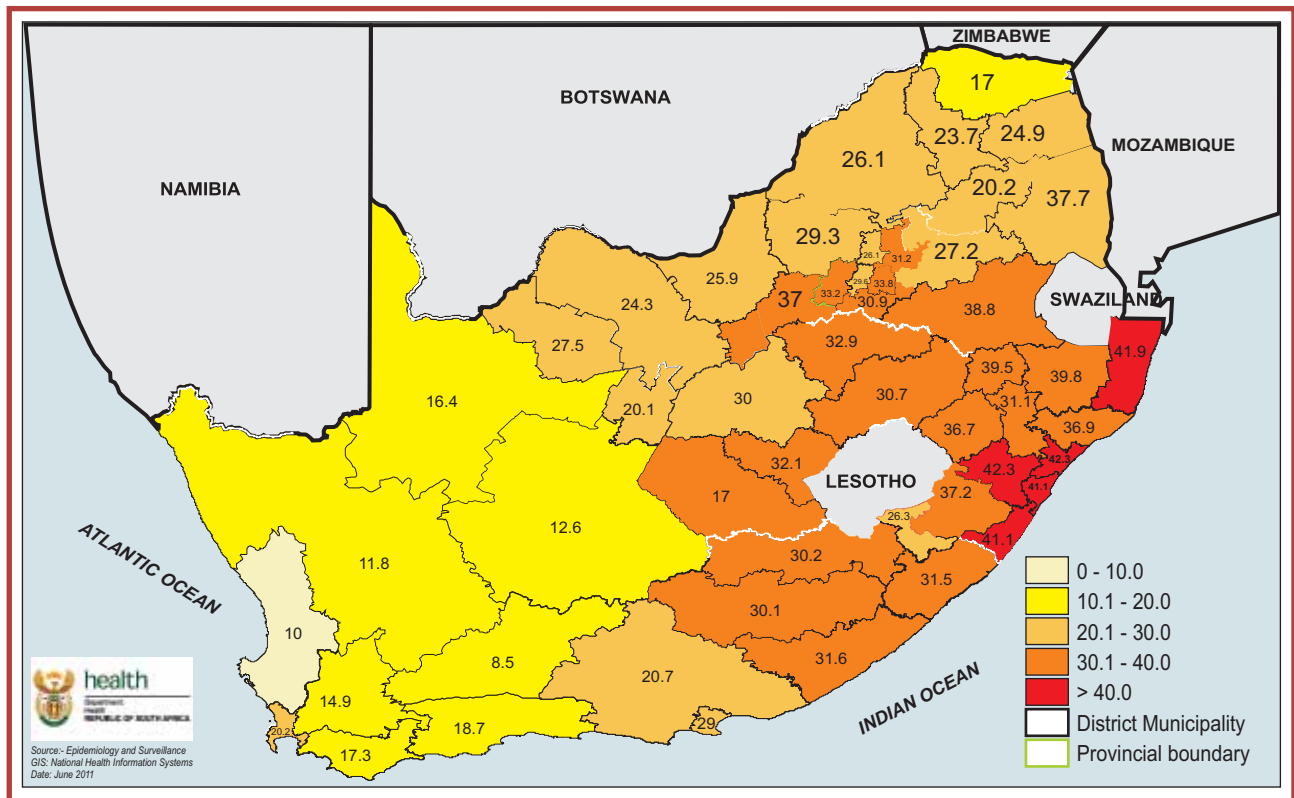 ZIMBABWE
17
BOTSWANA
23.7
24.9
MOZAMBIQUE
26.1
NAMIBIA
20.2
37.7
29.3
27.2
26.1
31.2
25.9
29.6
33.8
24.3
37
33.2
30.9
38.8
SWAZILAND
32.9
27.5
41.9
39.5
39.8
16.4
20.1
30
30.7
31.1
36.7
36.9
32.1
42.3
42.3
LESOTHO
17
37.2
41.1
26.3
12.6
ATLANTIC OCEAN
41.1
30.2
11.8
31.5
30.1
10
31.6
8.5
20.7
INDIAN OCEAN
14.9
29
18.7
20.2
17.3
0 - 10.0
10.1 - 20.0
20.1 - 30.0
30.1 - 40.0
> 40.0
District Municipality
Provincial boundary
health
Department:
Health
REPUBLIC OF SOUTH AFRICA
Source:- Epidemiology and Surveillance
GIS: National Health Information Systems
Date: June 2011